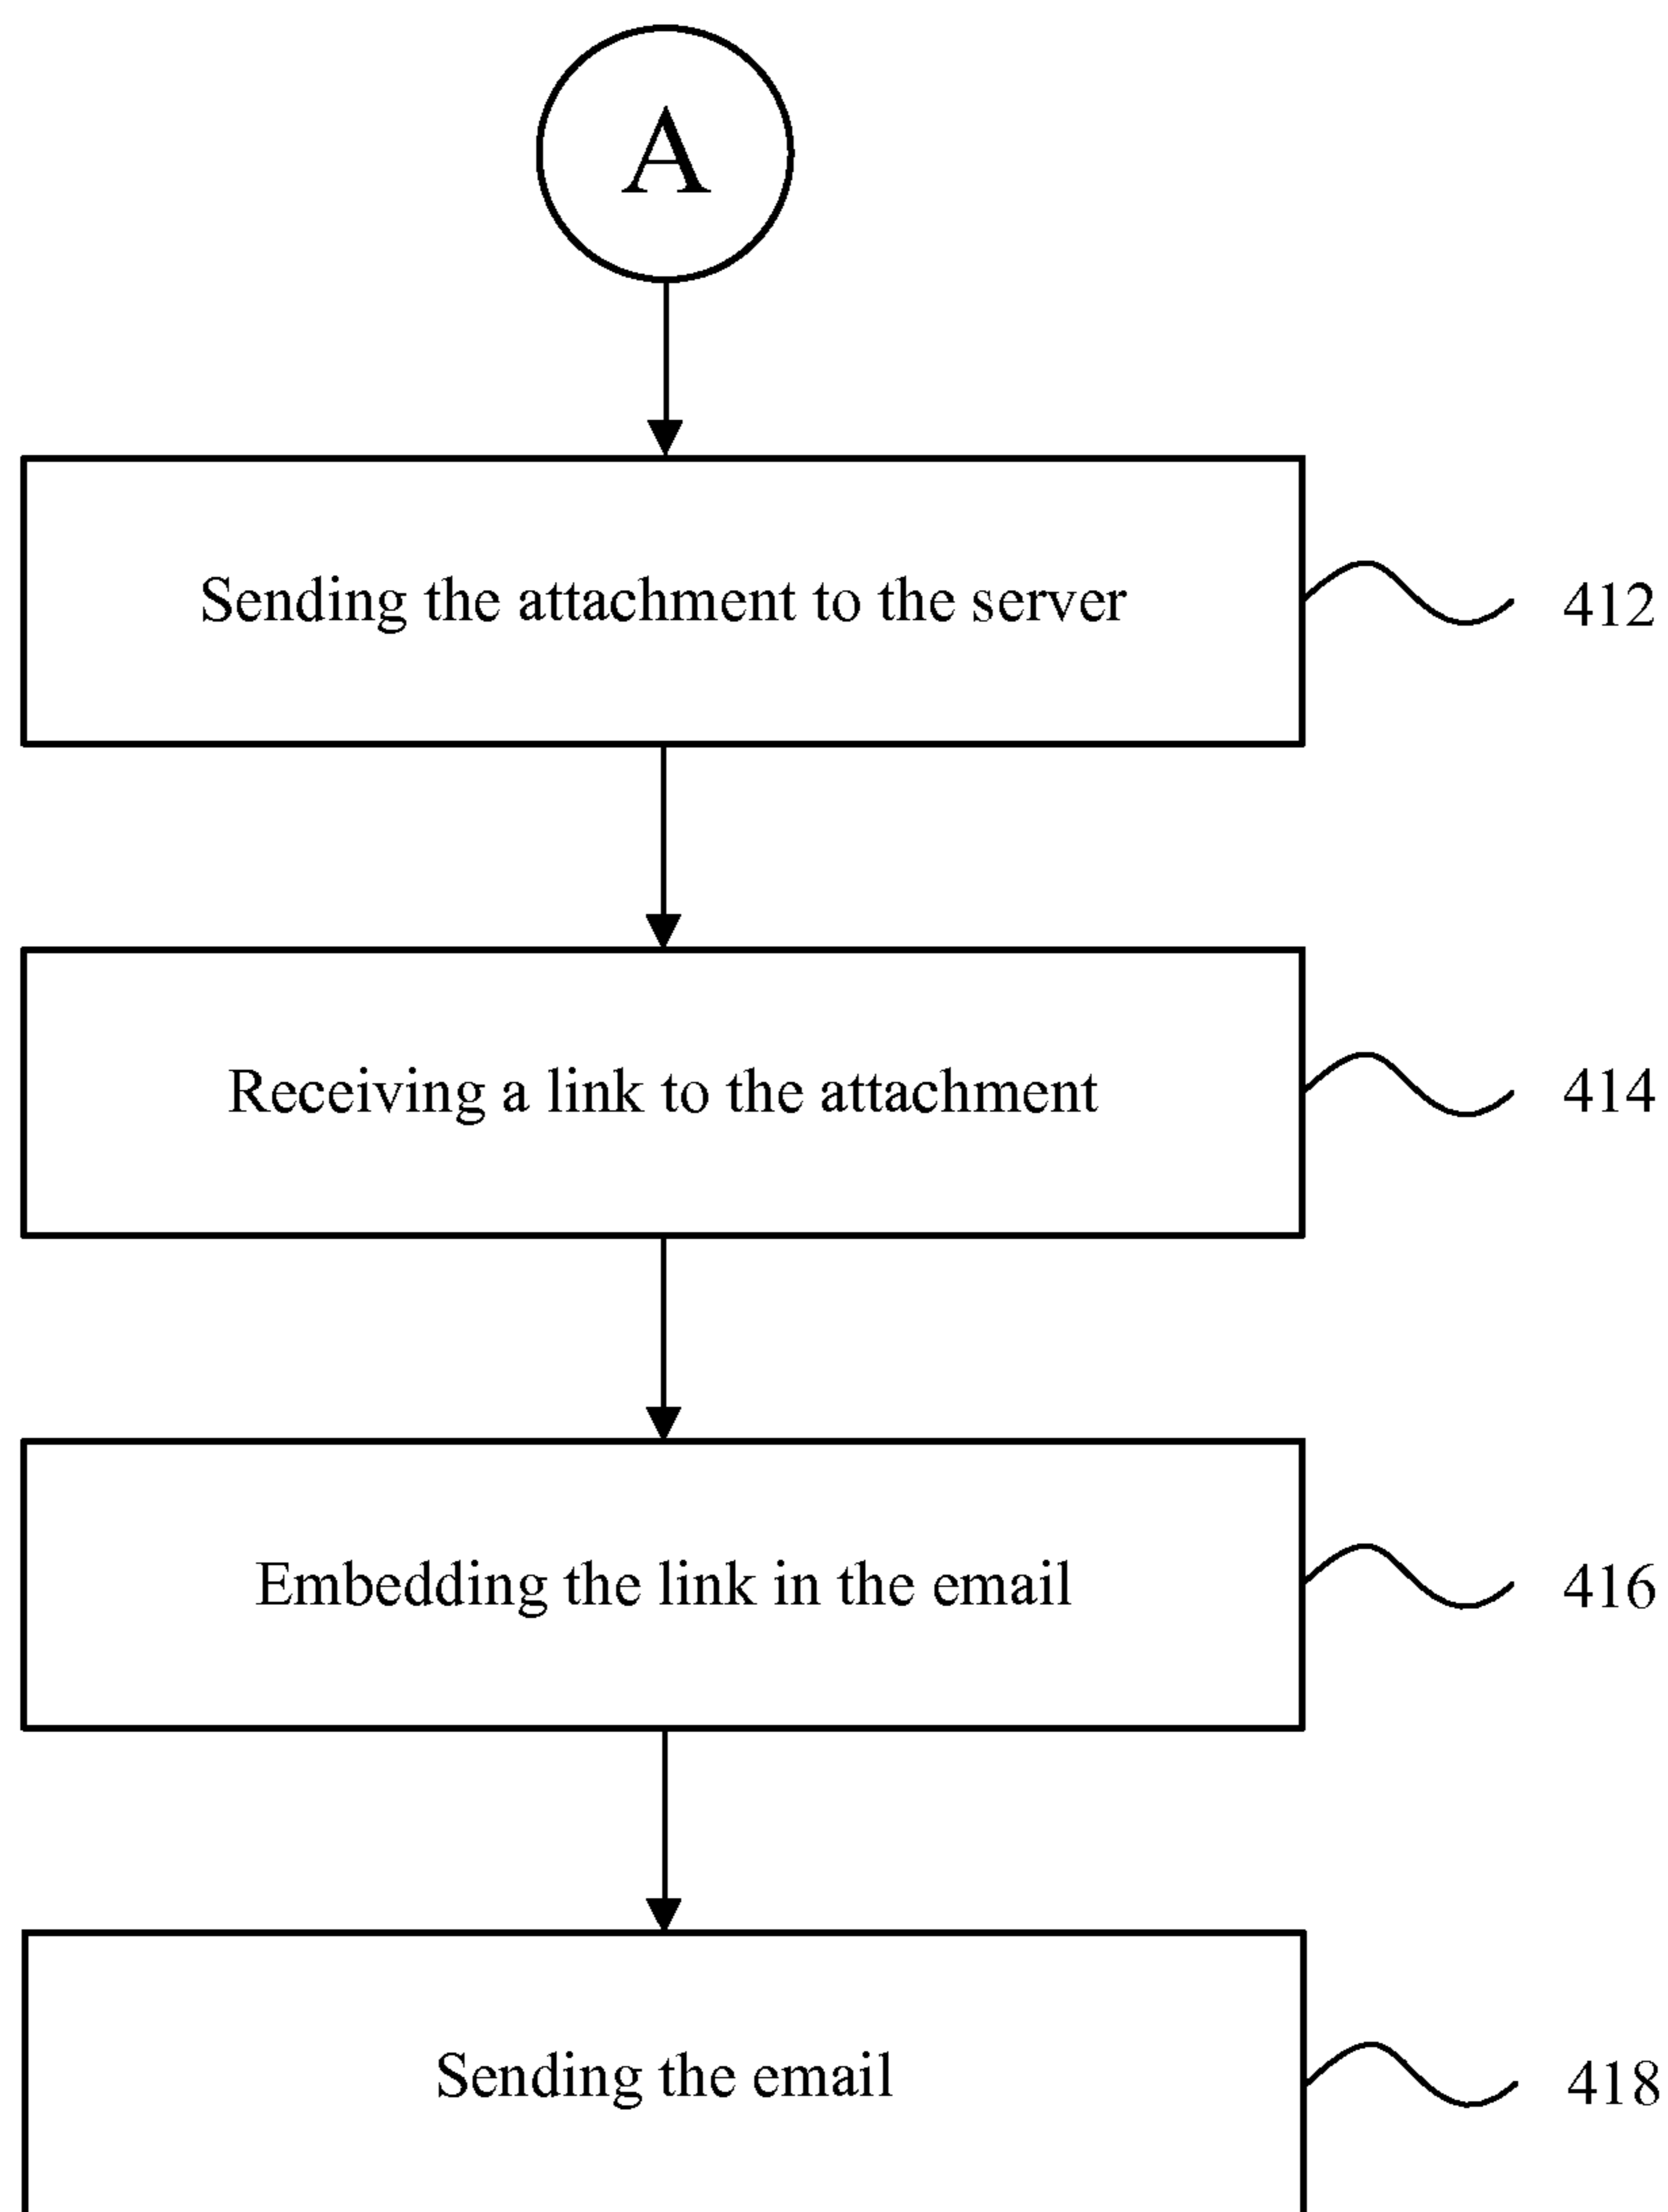 A
Sending the attachment to the server
412
Receiving a link to the attachment
414
Embedding the link in the email
416
Sending the email
418